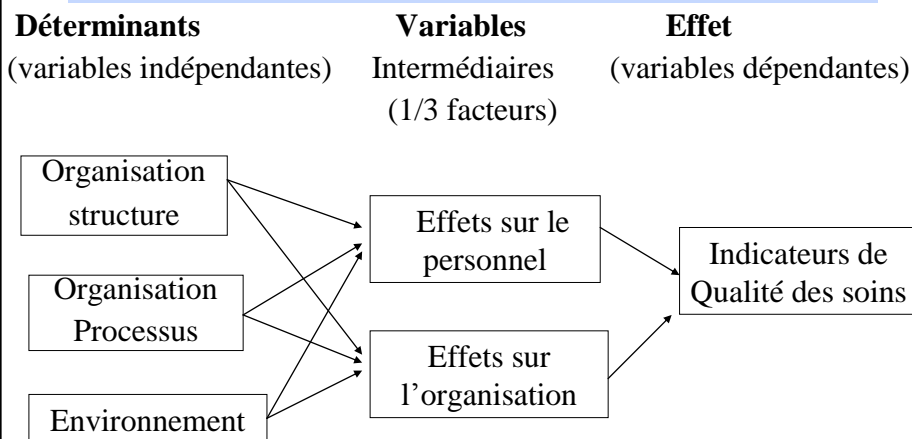 Déterminants
Variables
Effet
(variables indépendantes)
Intermédiaires
(variables dépendantes)
(1/3 facteurs)
Organisation
structure
Effets sur le
personnel
Indicateurs de
Qualité des soins
Organisation
Processus
Effets sur
l’organisation
Environnement